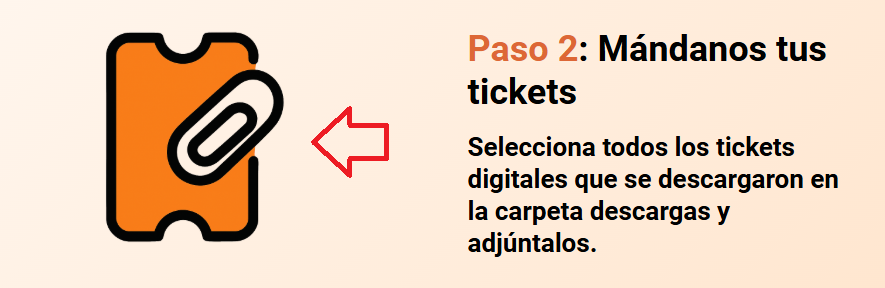 Paso 2: Mándanos tus
tickets
Selecciona todos los tickets
digitales que se descargaron en
la carpeta descargas y
adjúntalos.